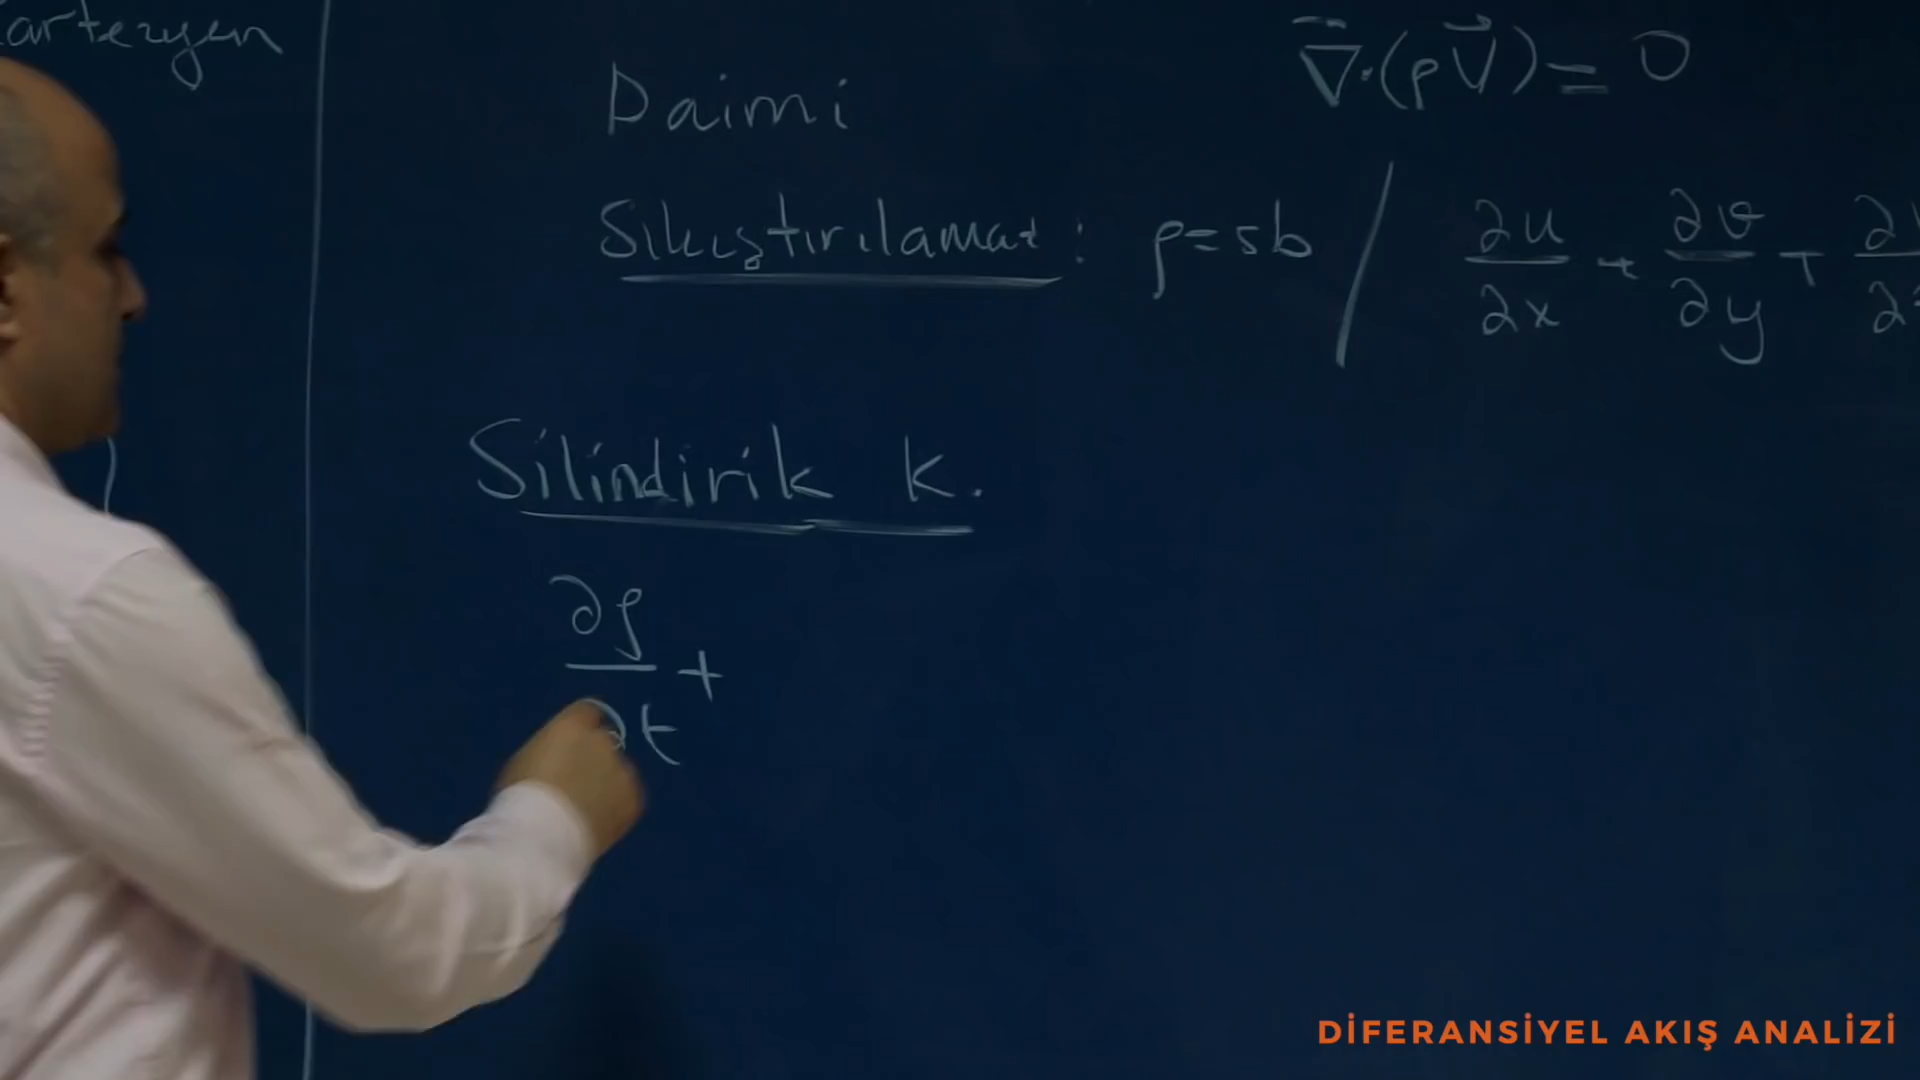 Kartezyen
Daimi
∇⃗·(ρV⃗) = 0
Sıkıştırılamaz : ρ = sb / ∂u/∂x + ∂v/∂y + ∂
Silindirik K.
∂ρ/∂t +
DİFERANSİYEL AKIŞ ANALİZİ